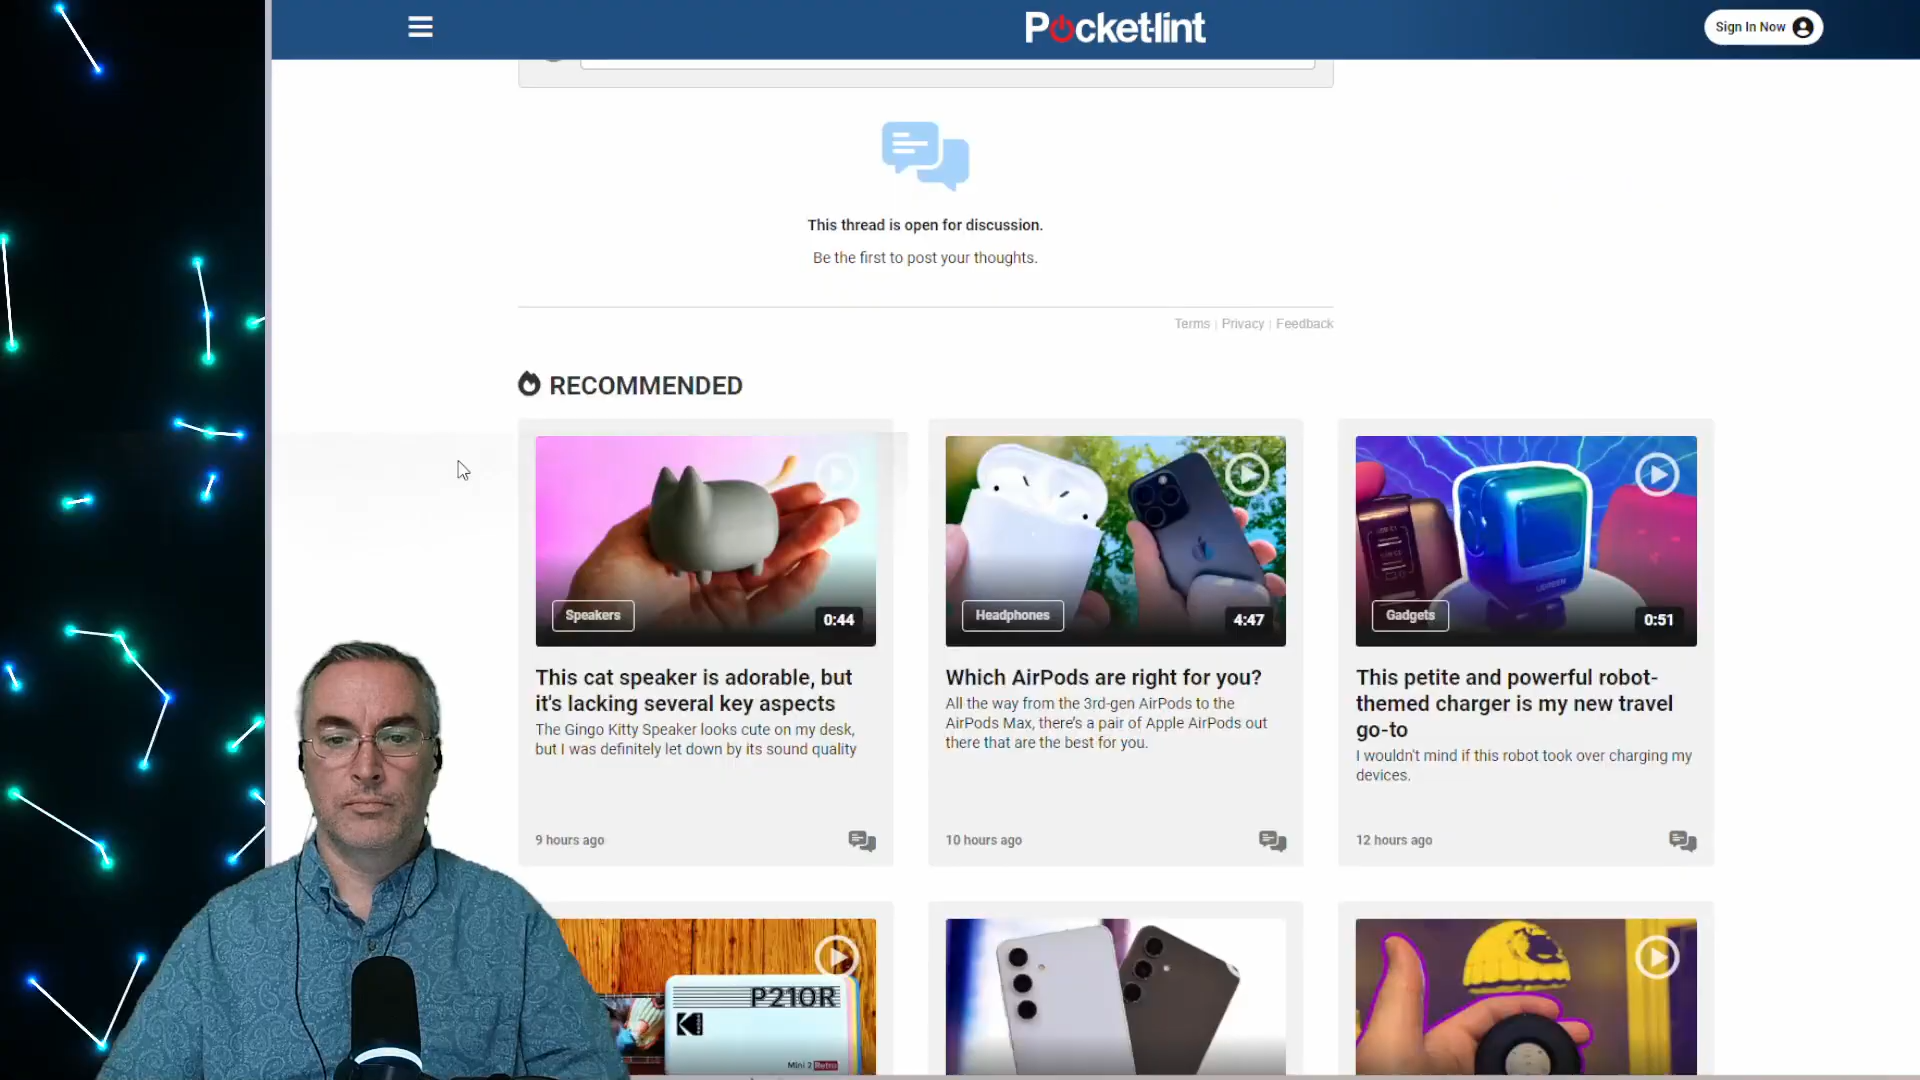 Pocket-lint
Sign In Now
This thread is open for discussion.
Be the first to post your thoughts.
Terms | Privacy | Feedback
RECOMMENDED
Speakers
0:44
This cat speaker is adorable, but
it's lacking several key aspects
The Gingo Kitty Speaker looks cute on my desk,
but I was definitely let down by its sound quality
9 hours ago
Headphones
4:47
Which AirPods are right for you?
All the way from the 3rd-gen AirPods to the
AirPods Max, there's a pair of Apple AirPods out
there that are the best for you.
10 hours ago
UGREEN
Gadgets
0:51
This petite and powerful robot-
themed charger is my new travel
go-to
I wouldn't mind if this robot took over charging my
devices.
12 hours ago
P210R
Mini 2 Retro